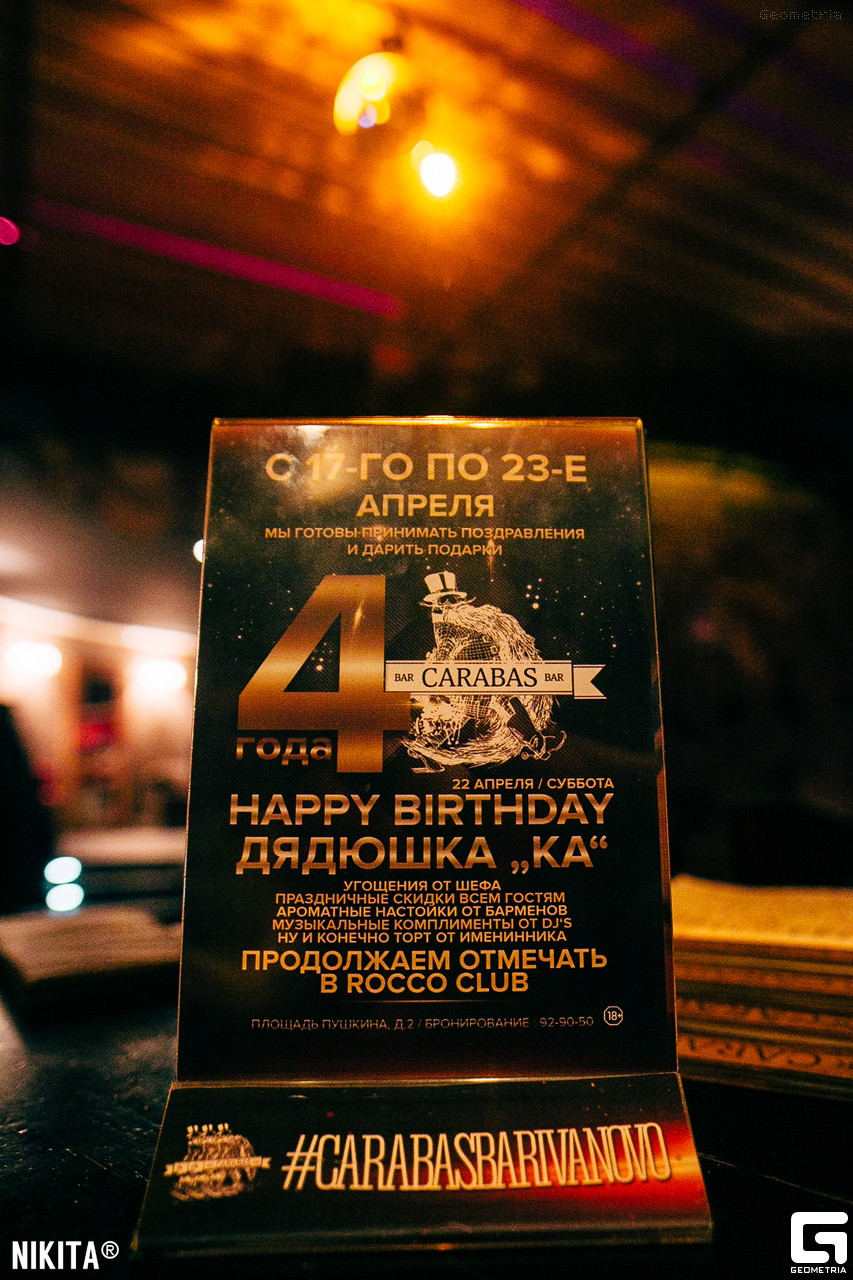 Geometria
С 17-ГО ПО 23-Е
АПРЕЛЯ
МЫ ГОТОВЫ ПРИНИМАТЬ ПОЗДРАВЛЕНИЯ
И ДАРИТЬ ПОДАРКИ
4
года
BAR CARABAS BAR
22 АПРЕЛЯ / СУББОТА
HAPPY BIRTHDAY
ДЯДЮШКА „КА“
УГОЩЕНИЯ ОТ ШЕФА
ПРАЗДНИЧНЫЕ СКИДКИ ВСЕМ ГОСТЯМ
АРОМАТНЫЕ НАСТОЙКИ ОТ БАРМЕНОВ
МУЗЫКАЛЬНЫЕ КОМПЛИМЕНТЫ ОТ DJ'S
НУ И КОНЕЧНО ТОРТ ОТ ИМЕНИННИКА
ПРОДОЛЖАЕМ ОТМЕЧАТЬ
В ROCCO CLUB
ПЛОЩАДЬ ПУШКИНА, Д.2 / БРОНИРОВАНИЕ : 92-90-50 18+
CARABAS
#CARABASBARIVANOVO
NIKITA®
GEOMETRIA